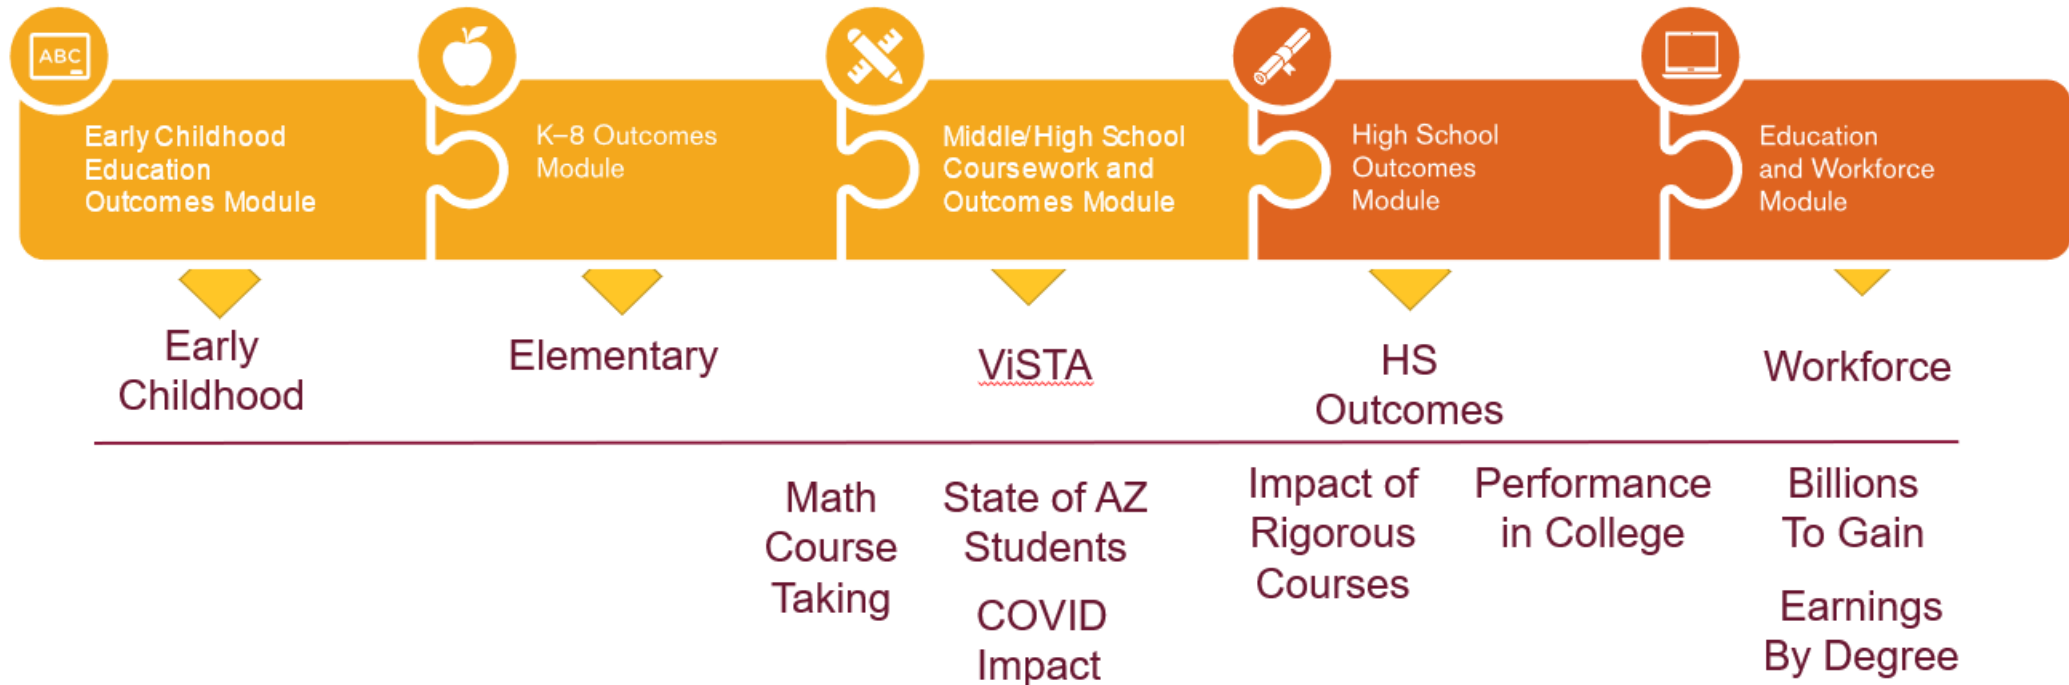 ABC
Early Childhood
Education
Outcomes Module
K–8 Outcomes
Module
Middle/High School
Coursework and
Outcomes Module
High School
Outcomes
Module
Education
and Workforce
Module
Early
Childhood
Elementary
ViSTA
HS
Outcomes
Workforce
Math
Course
Taking
State of AZ
Students
COVID
Impact
Impact of
Rigorous
Courses
Performance
in College
Billions
To Gain
Earnings
By Degree